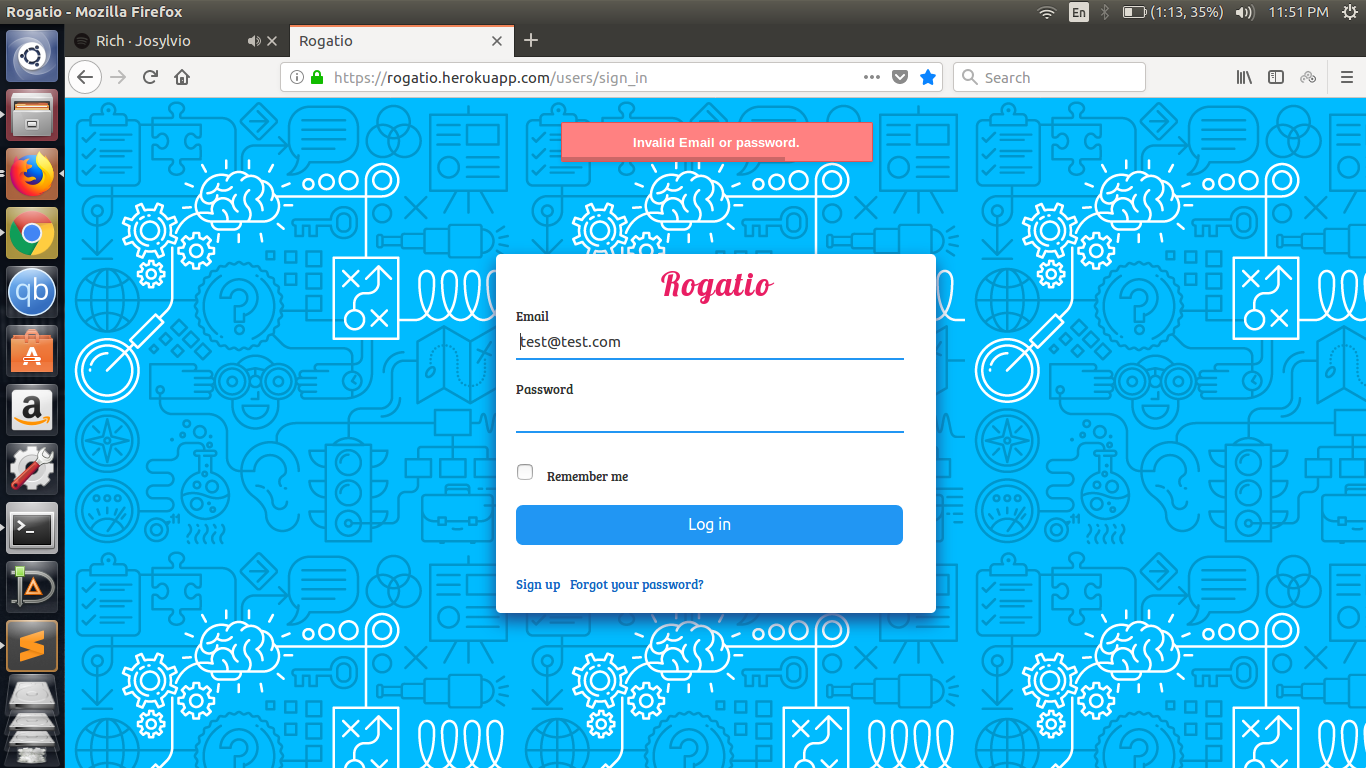 Rogatio - Mozilla Firefox
En
(1:13, 35%)
11:51 PM
Rich · Josylvio
Rogatio
https://rogatio.herokuapp.com/users/sign_in
Search
Invalid Email or password.
Rogatio
Email
test@test.com
Password
Remember me
Log in
Sign up
Forgot your password?
qb
A
a
>_